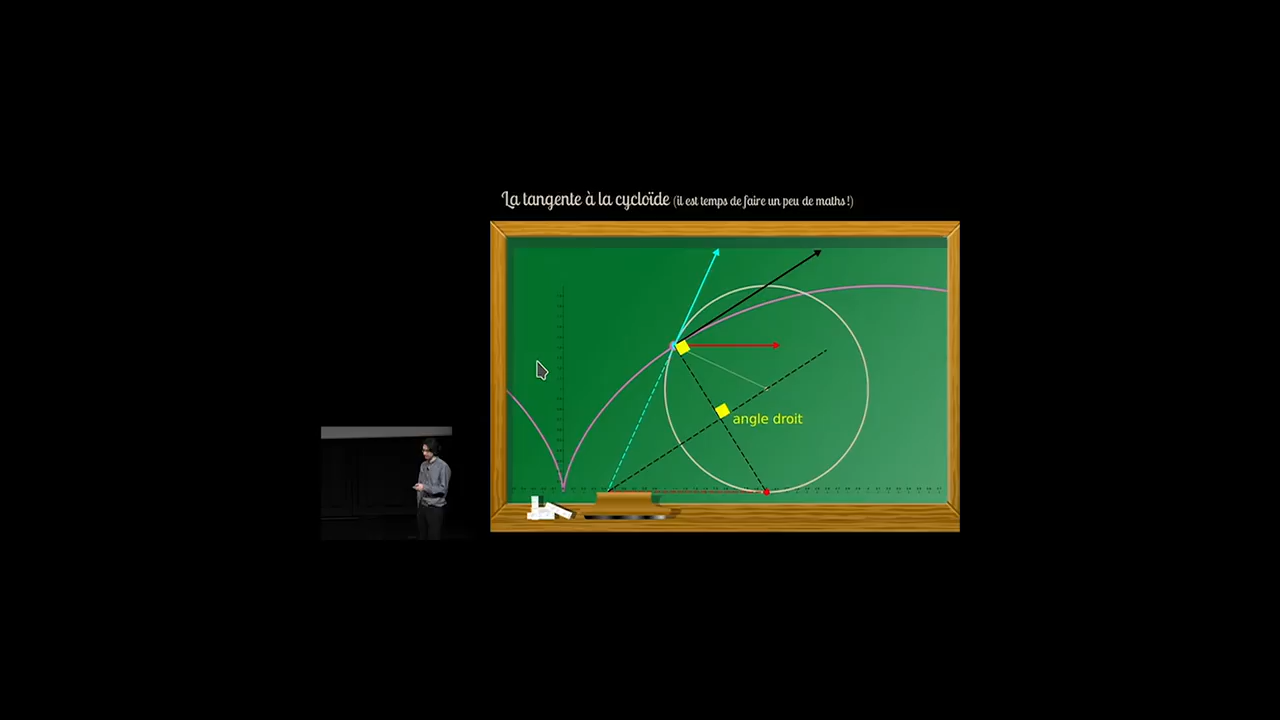 La tangente à la cycloïde (il est temps de faire un peu de maths !)
angle droit